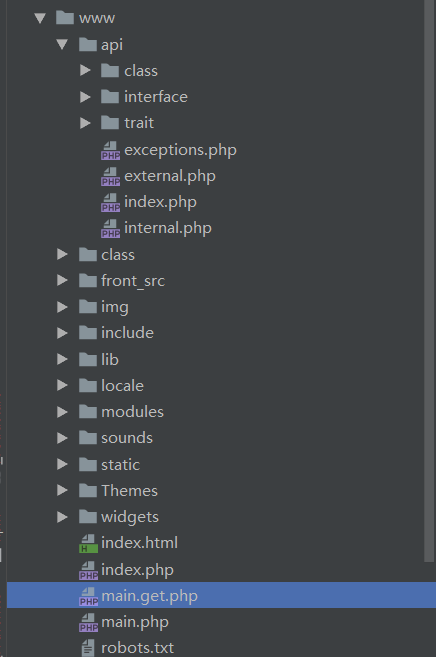 www
api
class
interface
trait
exceptions.php
external.php
index.php
internal.php
class
front_src
img
include
lib
locale
modules
sounds
static
Themes
widgets
index.html
index.php
main.get.php
main.php
robots.txt